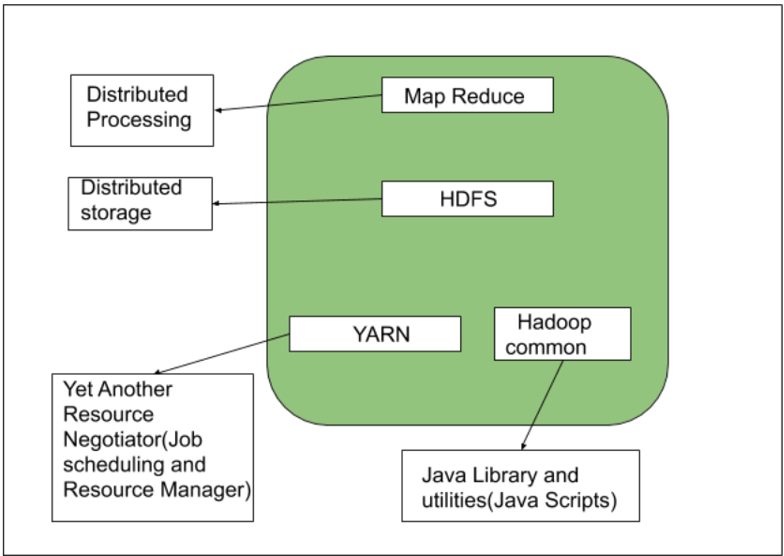 Distributed
Processing
Map Reduce
Distributed
storage
HDFS
YARN
Hadoop
common
Yet Another
Resource
Negotiator(Job
scheduling and
Resource Manager)
Java Library and
utilities(Java Scripts)